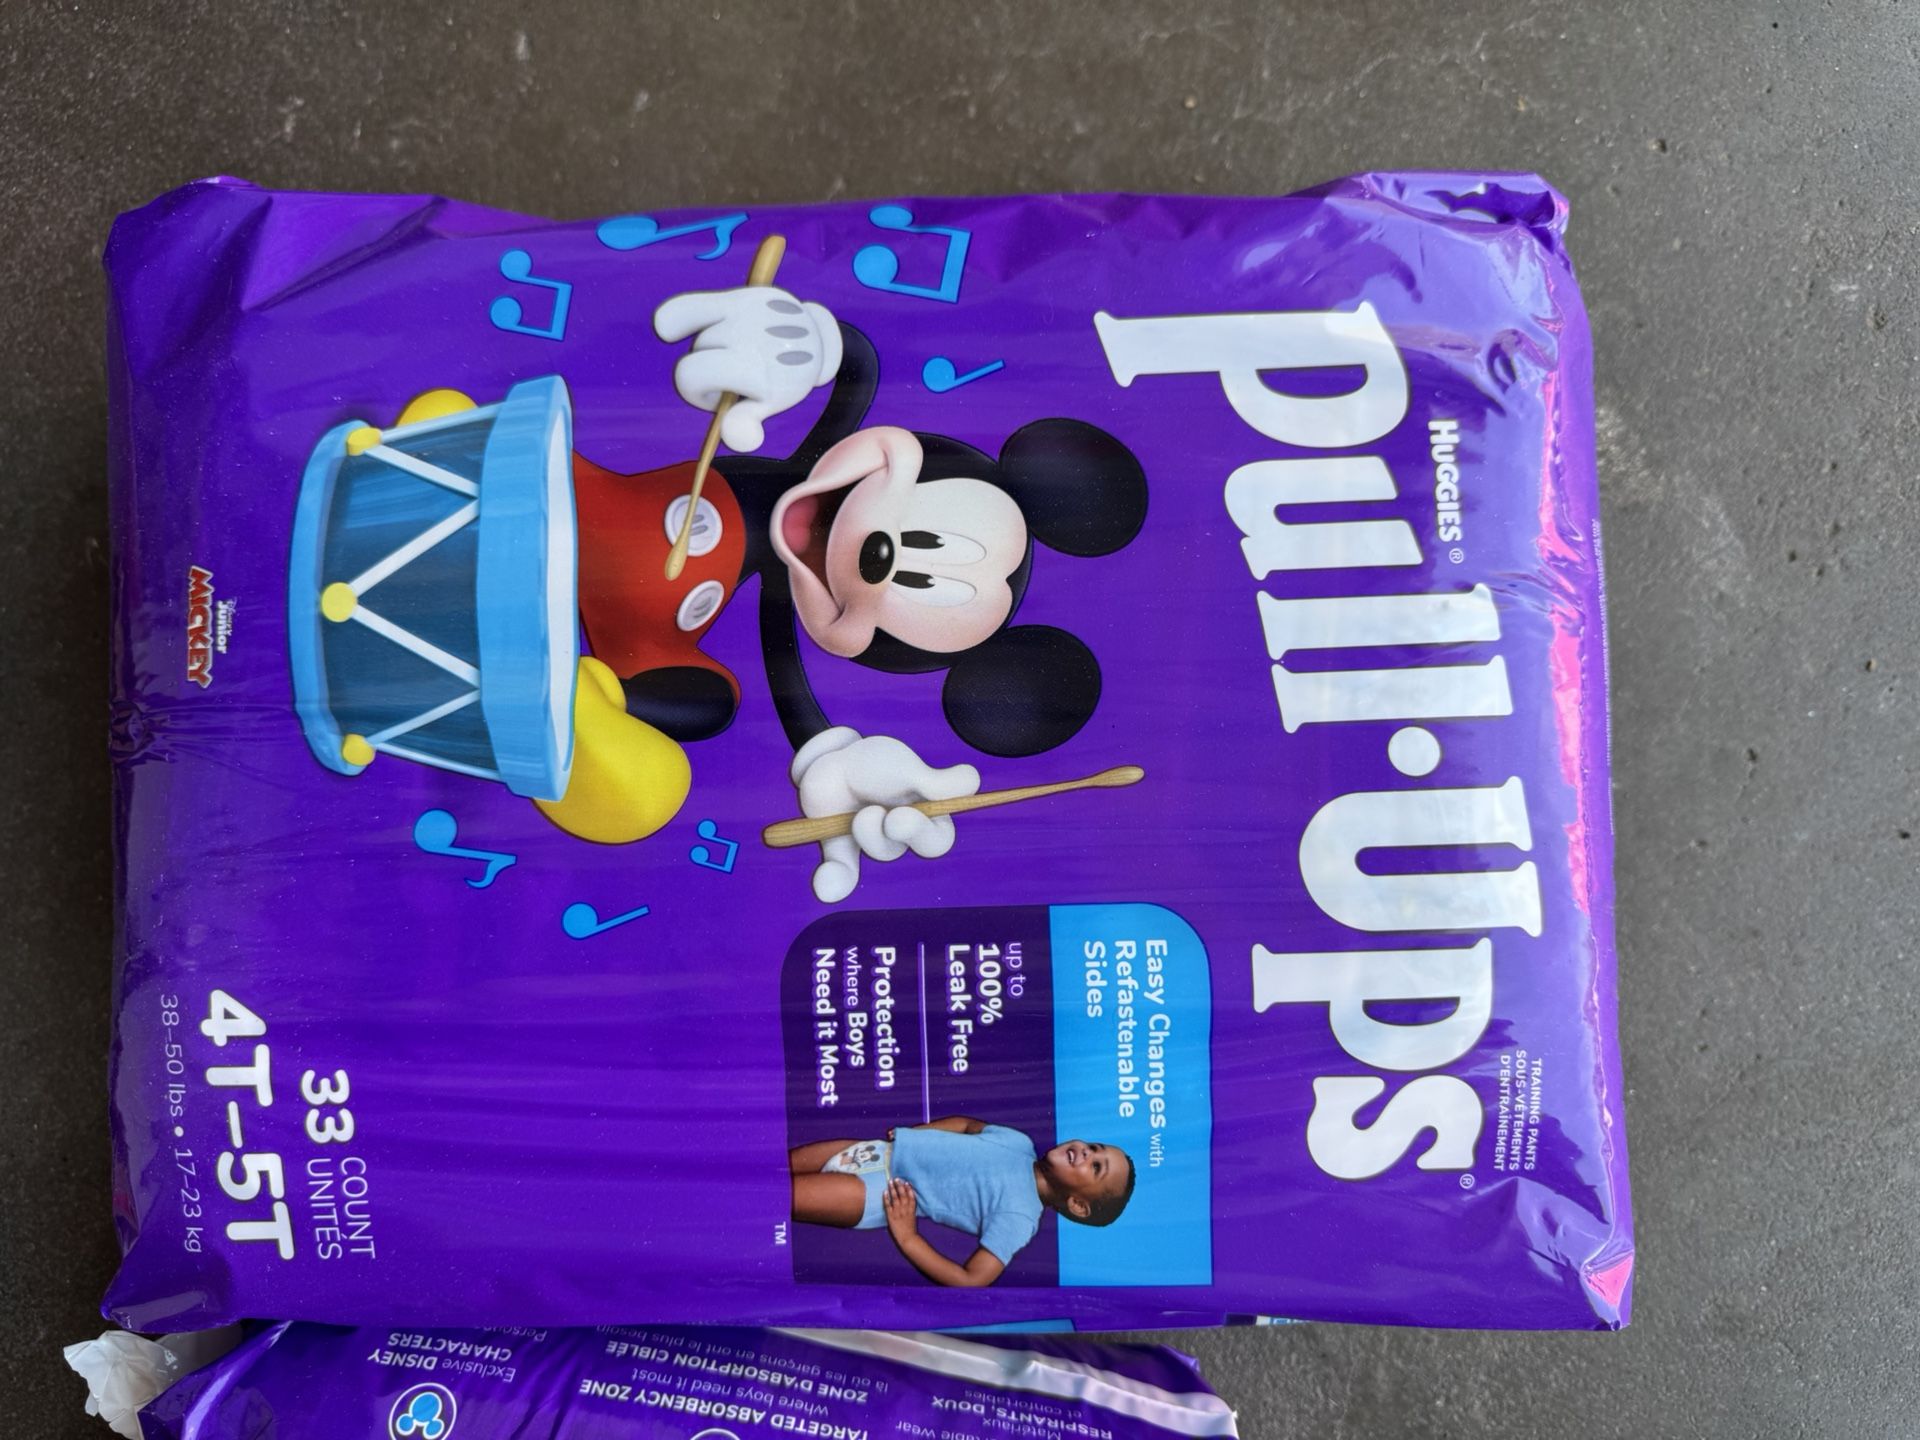 HUGGIES®
pull·ups®
TRAINING PANTS
SOUS-VÊTEMENTS
D'ENTRAÎNEMENT
Easy Changes with
Refastenable
Sides
up to
100%
Leak Free
Protection
where Boys
Need it Most
TM
Disney
Junior
MICKEY
33 COUNT
UNITÉS
4T-5T
38-50 lbs • 17-23 kg
Exclusive DISNEY
CHARACTERS
TARGETED ABSORBENCY ZONE
where boys need it most
ZONE D'ABSORPTION CIBLÉE
là où les garçons en ont le plus besoin
wear
Matériaux
RESPIRANTS, DOUX
et confortables